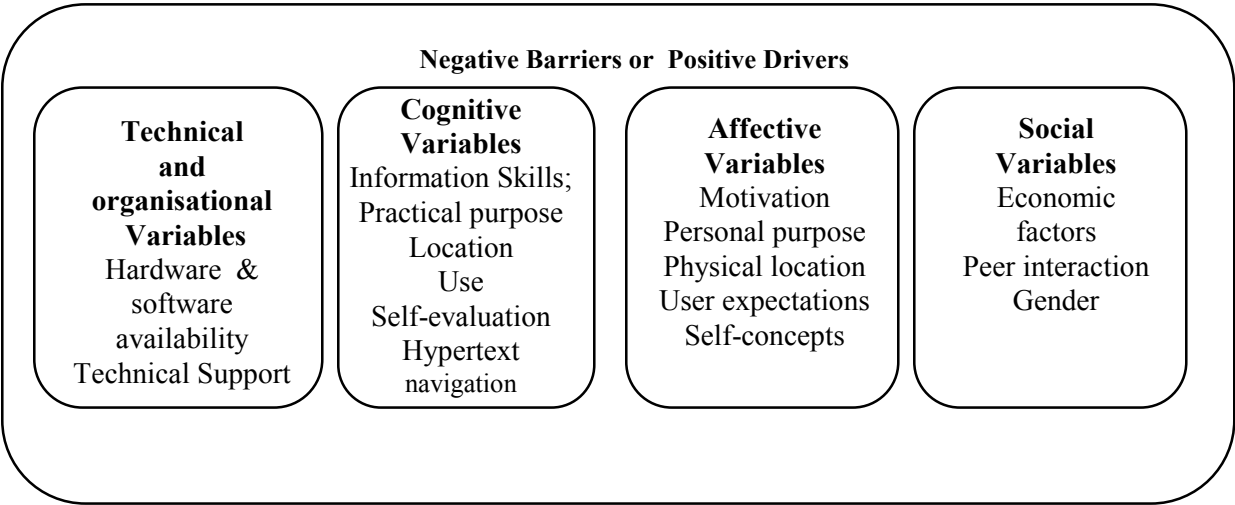 Negative Barriers or Positive Drivers
Technical
and
organisational
Variables
Hardware &
software
availability
Technical Support
Cognitive
Variables
Information Skills;
Practical purpose
Location
Use
Self-evaluation
Hypertext
navigation
Affective
Variables
Motivation
Personal purpose
Physical location
User expectations
Self-concepts
Social
Variables
Economic
factors
Peer interaction
Gender